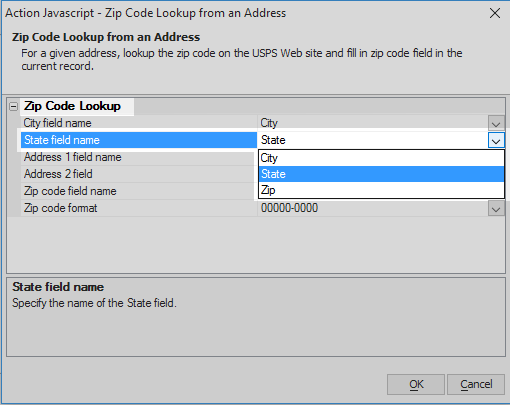 Action Javascript - Zip Code Lookup from an Address
Zip Code Lookup from an Address
For a given address, lookup the zip code on the USPS Web site and fill in zip code field in the
current record.
Zip Code Lookup
City field name City
State field name State
Address 1 field name City
Address 2 field State
Zip code field name Zip
Zip code format 00000-0000
State field name
Specify the name of the State field.
OK Cancel